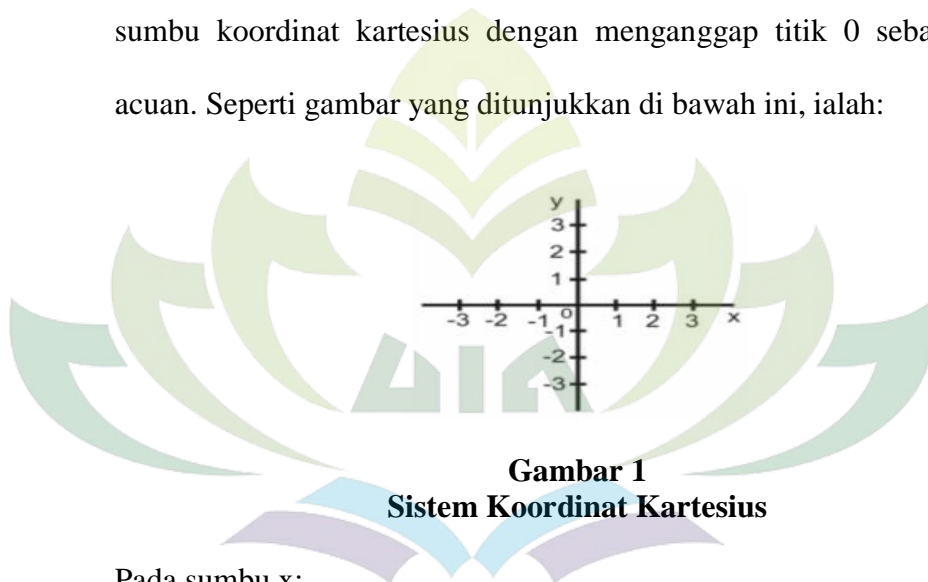 sumbu koordinat kartesius dengan menganggap titik 0 seba
acuan. Seperti gambar yang ditunjukkan di bawah ini, ialah:
y
3
2
1
-3 -2 -1 0 1 2 3 x
-1
-2
-3
Gambar 1
Sistem Koordinat Kartesius
Pada sumbu x: